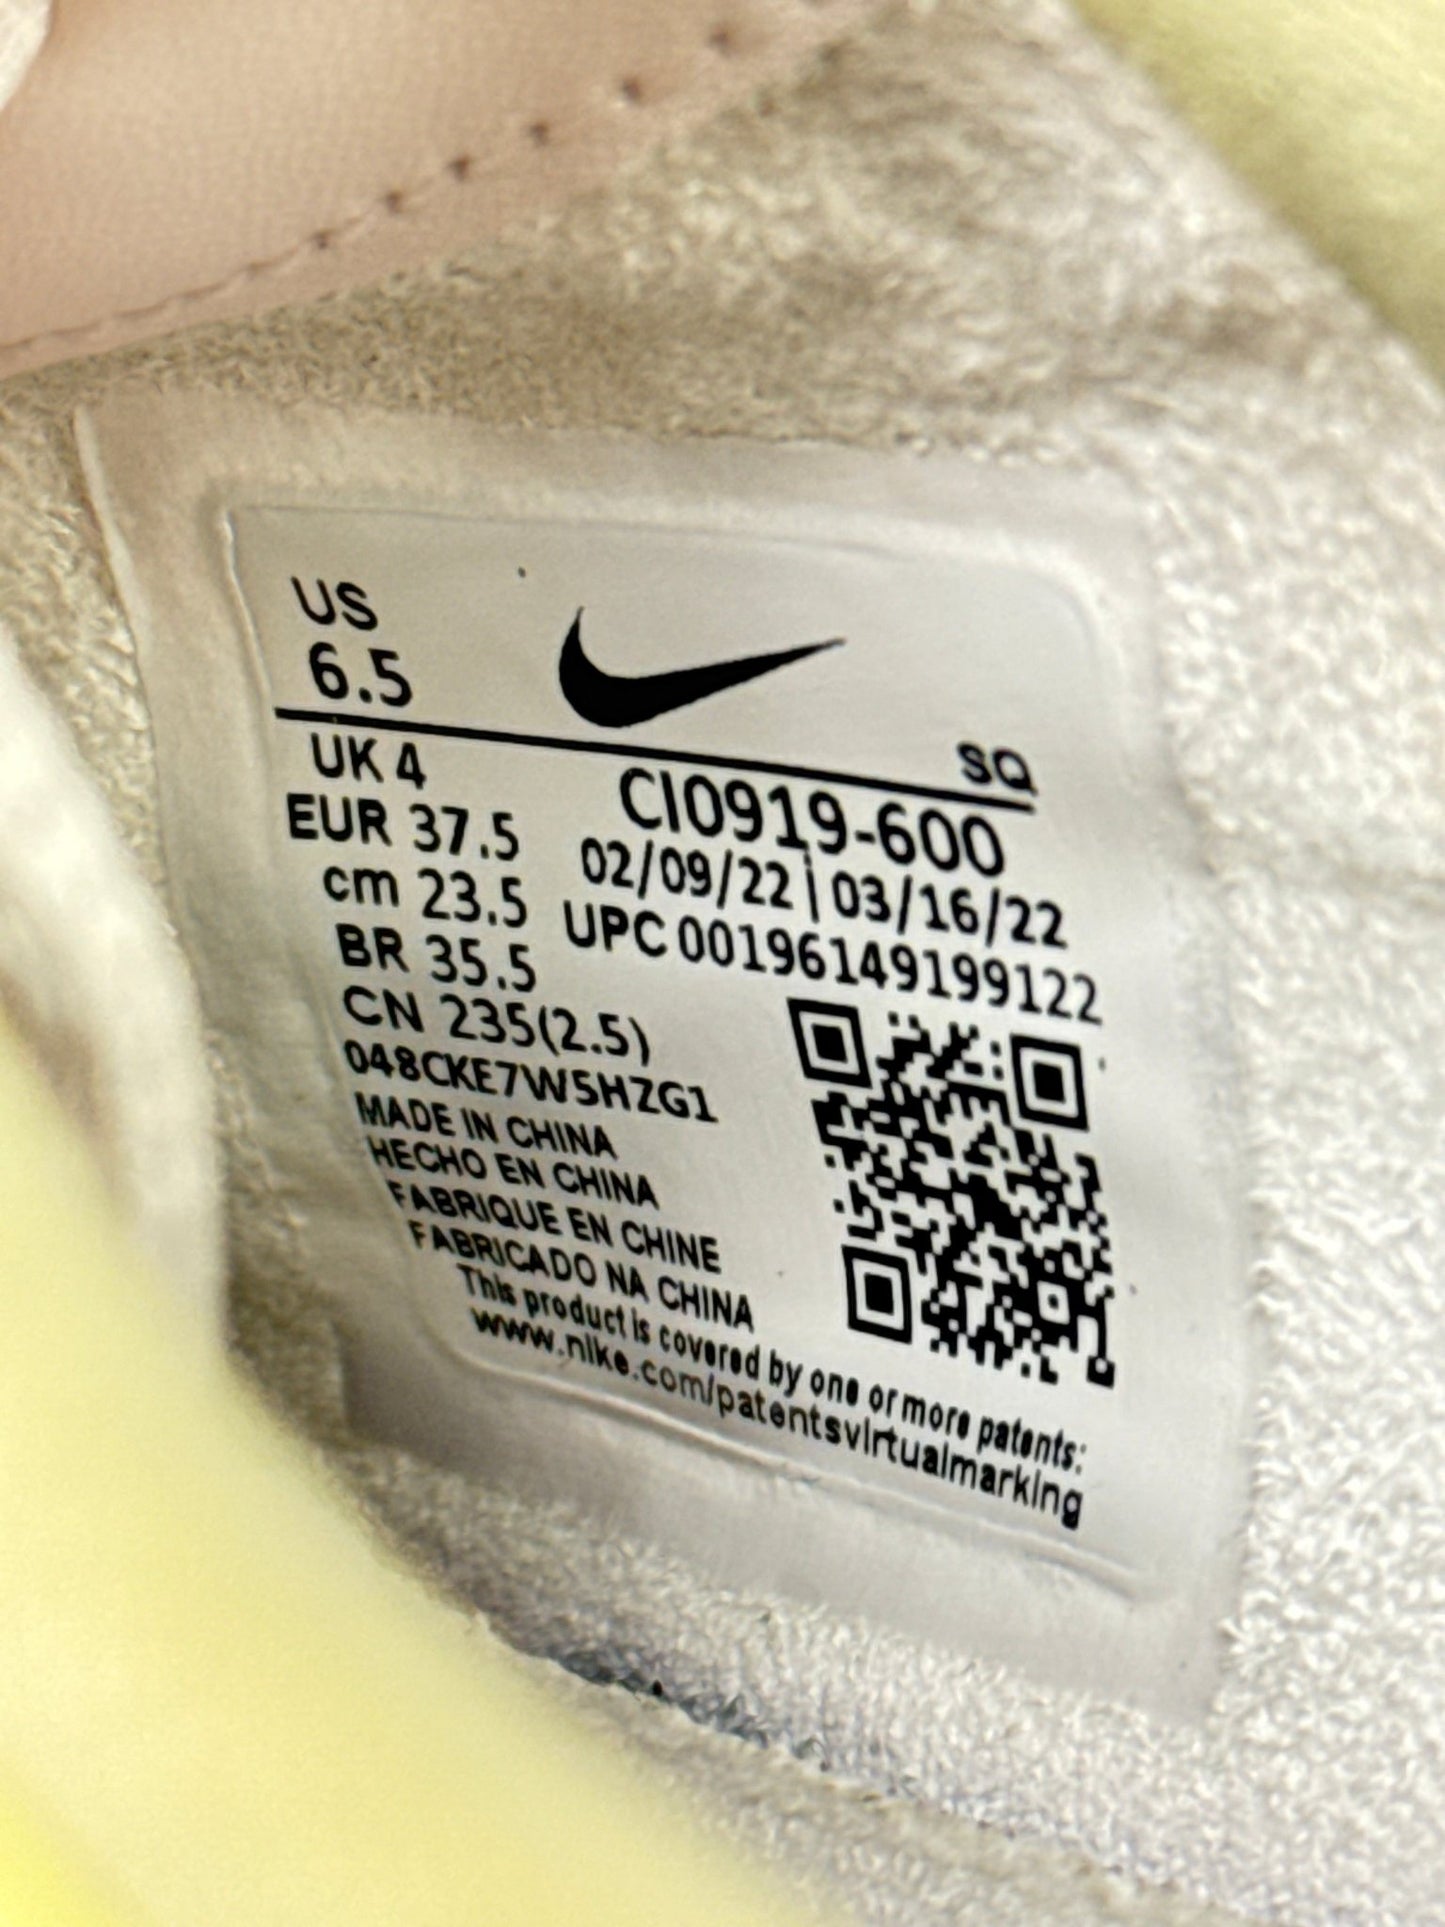 US
6.5
SQ
UK 4
CI0919-600
EUR 37.5
02/09/22 | 03/16/22
cm 23.5
UPC 00196149199122
BR 35.5
CN 235(2.5)
048CKE7W5HZG1
MADE IN CHINA
HECHO EN CHINA
FABRIQUE EN CHINE
FABRICADO NA CHINA
This product is covered by one or more patents:
www.nike.com/patentsvirtualmarking